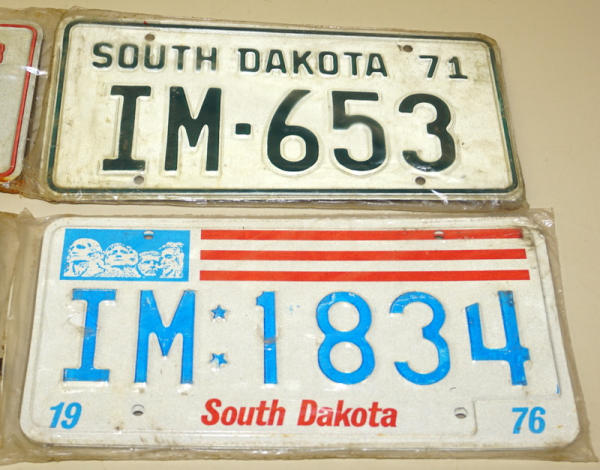 SOUTH DAKOTA 71
IM·653
IM:1834
19 South Dakota 76